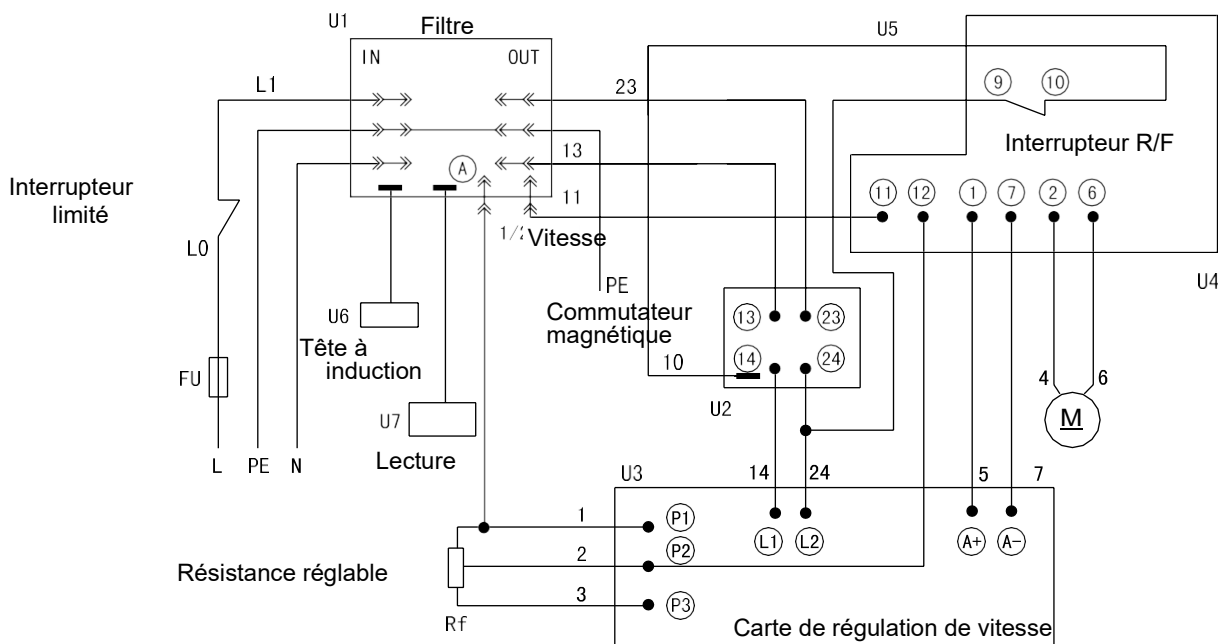 U1
Filtre
U5
IN
OUT
L1
23
9
10
Interrupteur R/F
13
A
Interrupteur
limité
11
11
12
1
7
2
6
1/2
Vitesse
L0
PE
U4
U6
Commutateur
magnétique
13
23
Tête à
induction
14
24
10
FU
4
6
U7
U2
M
Lecture
L
PE
N
U3
14
24
5
7
1
P1
L1
L2
A+
A-
P2
2
Résistance réglable
3
P3
Rf
Carte de régulation de vitesse